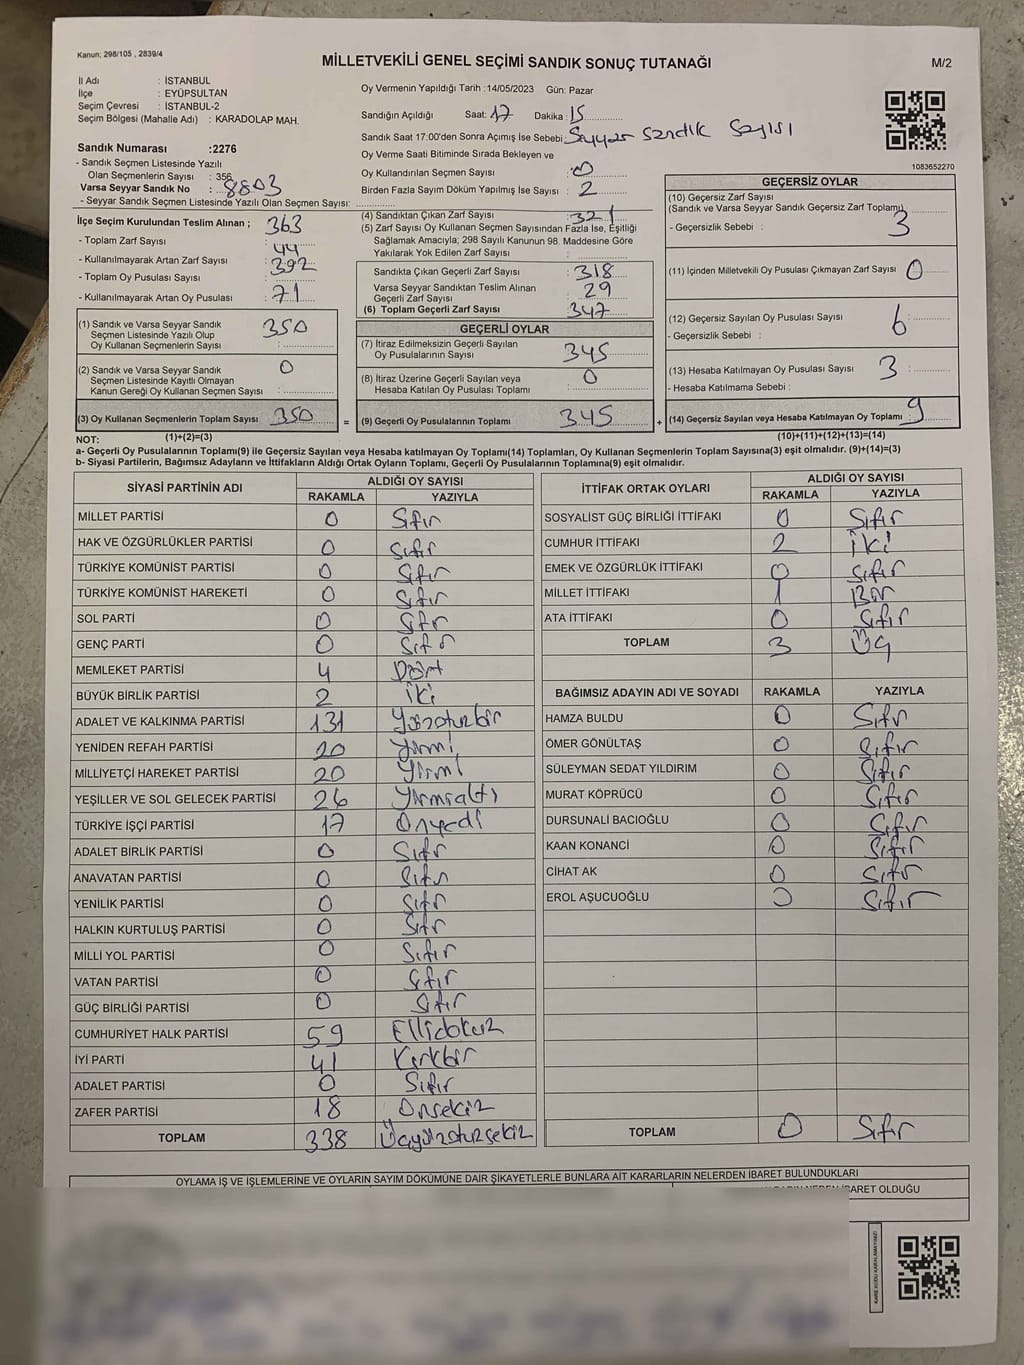 Kanun; 298/105 , 2839/4
MİLLETVEKİLİ GENEL SEÇİMİ SANDIK SONUÇ TUTANAĞI
M/2
İl Adı : İSTANBUL
İlçe : EYÜPSULTAN
Seçim Çevresi : İSTANBUL-2
Seçim Bölgesi (Mahalle Adı) : KARADOLAP MAH.
Sandık Numarası :2276
- Sandık Seçmen Listesinde Yazılı
Olan Seçmenlerin Sayısı : 356
Varsa Seyyar Sandık No : 8803
- Seyyar Sandık Seçmen Listesinde Yazılı Olan Seçmen Sayısı:
Oy Vermenin Yapıldığı Tarih :14/05/2023 Gün: Pazar
Sandığın Açıldığı Saat: 17 Dakika: 15
Sandık Saat 17:00'den Sonra Açımış İse Sebebi: Seyyar Sandık Sayısı
Oy Verme Saati Bitiminde Sırada Bekleyen ve
Oy Kullandırılan Seçmen Sayısı : 0
Birden Fazla Sayım Döküm Yapılmış İse Sayısı : 2
1083652270
İlçe Seçim Kurulundan Teslim Alınan ; 363
- Toplam Zarf Sayısı
- Kullanılmayarak Artan Zarf Sayısı : 44
- Toplam Oy Pusulası Sayısı : 392
- Kullanılmayarak Artan Oy Pusulası : 71
(1) Sandık ve Varsa Seyyar Sandık
Seçmen Listesinde Yazılı Olup
Oy Kullanan Seçmenlerin Sayısı : 350
(2) Sandık ve Varsa Seyyar Sandık
Seçmen Listesinde Kayıtlı Olmayan
Kanun Gereği Oy Kullanan Seçmen Sayısı : 0
(3) Oy Kullanan Seçmenlerin Toplam Sayısı 350 =
(1)+(2)=(3)
(4) Sandıktan Çıkan Zarf Sayısı : 321
(5) Zarf Sayısı Oy Kullanan Seçmen Sayısından Fazla İse, Eşitliği
Sağlamak Amacıyla; 298 Sayılı Kanunun 98. Maddesine Göre
Yakılarak Yok Edilen Zarf Sayısı : 0
Sandıkta Çıkan Geçerli Zarf Sayısı : 318
Varsa Seyyar Sandıktan Teslim Alınan
Geçerli Zarf Sayısı : 29
(6) Toplam Geçerli Zarf Sayısı : 347
GEÇERLİ OYLAR
(7) İtiraz Edilmeksizin Geçerli Sayılan
Oy Pusulalarının Sayısı : 345
(8) İtiraz Üzerine Geçerli Sayılan veya
Hesaba Katılan Oy Pusulası Toplamı : 0
(9) Geçerli Oy Pusulalarının Toplamı : 345 +
GEÇERSİZ OYLAR
(10) Geçersiz Zarf Sayısı
(Sandık ve Varsa Seyyar Sandık Geçersiz Zarf Toplamı) : 3
- Geçersizlik Sebebi :
(11) İçinden Milletvekili Oy Pusulası Çıkmayan Zarf Sayısı : 0
(12) Geçersiz Sayılan Oy Pusulası Sayısı : 6
- Geçersizlik Sebebi :
(13) Hesaba Katılmayan Oy Pusulası Sayısı : 3
- Hesaba Katılmama Sebebi :
(14) Geçersiz Sayılan veya Hesaba Katılmayan Oy Toplamı 9
(10)+(11)+(12)+(13)=(14)
NOT:
a- Geçerli Oy Pusulalarının Toplamı(9) ile Geçersiz Sayılan veya Hesaba katılmayan Oy Toplamı(14) Toplamları, Oy Kullanan Seçmenlerin Toplam Sayısına(3) eşit olmalıdır. (9)+(14)=(3)
b- Siyasi Partilerin, Bağımsız Adayların ve İttifakların Aldığı Ortak Oyların Toplamı, Geçerli Oy Pusulalarının Toplamına(9) eşit olmalıdır.
SİYASİ PARTİNİN ADI ALDIĞI OY SAYISI
RAKAMLA YAZIYLA
MİLLET PARTİSİ 0 Sıfır
HAK VE ÖZGÜRLÜKLER PARTİSİ 0 Sıfır
TÜRKİYE KOMÜNİST PARTİSİ 0 Sıfır
TÜRKİYE KOMÜNİST HAREKETİ 0 Sıfır
SOL PARTİ 0 Sıfır
GENÇ PARTİ 0 Sıfır
MEMLEKET PARTİSİ 4 Dört
BÜYÜK BİRLİK PARTİSİ 2 iki
ADALET VE KALKINMA PARTİSİ 131 Yüzotuzbir
YENİDEN REFAH PARTİSİ 20 Yirmi
MİLLİYETÇİ HAREKET PARTİSİ 20 Yirmi
YEŞİLLER VE SOL GELECEK PARTİSİ 26 Yirmialtı
TÜRKİYE İŞÇİ PARTİSİ 17 Onyedi
ADALET BİRLİK PARTİSİ 0 Sıfır
ANAVATAN PARTİSİ 0 Sıfır
YENİLİK PARTİSİ 0 Sıfır
HALKIN KURTULUŞ PARTİSİ 0 Sıfır
MİLLİ YOL PARTİSİ 0 Sıfır
VATAN PARTİSİ 0 Sıfır
GÜÇ BİRLİĞİ PARTİSİ 0 Sıfır
CUMHURİYET HALK PARTİSİ 59 Ellidokuz
İYİ PARTİ 41 Kırkbir
ADALET PARTİSİ 0 Sıfır
ZAFER PARTİSİ 18 Onsekiz
TOPLAM 338 Üçyüzotuzsekiz
İTTİFAK ORTAK OYLARI ALDIĞI OY SAYISI
RAKAMLA YAZIYLA
SOSYALİST GÜÇ BİRLİĞİ İTTİFAKI 0 Sıfır
CUMHUR İTTİFAKI 2 iki
EMEK VE ÖZGÜRLÜK İTTİFAKI 0 Sıfır
MİLLET İTTİFAKI 1 Bir
ATA İTTİFAKI 0 Sıfır
TOPLAM 3 Üç
BAĞIMSIZ ADAYIN ADI VE SOYADI RAKAMLA YAZIYLA
HAMZA BULDU 0 Sıfır
ÖMER GÖNÜLTAŞ 0 Sıfır
SÜLEYMAN SEDAT YILDIRIM 0 Sıfır
MURAT KÖPRÜCÜ 0 Sıfır
DURSUNALİ BACIOĞLU 0 Sıfır
KAAN KONANCİ 0 Sıfır
CİHAT AK 0 Sıfır
EROL AŞUCUOĞLU 0 Sıfır
TOPLAM 0 Sıfır
OYLAMA İŞ VE İŞLEMLERİNE VE OYLARIN SAYIM DÖKÜMÜNE DAİR ŞİKAYETLERLE BUNLARA AİT KARARLARIN NELERDEN İBARET BULUNDUKLARI
İBARET OLDUĞU
KARE KODU KARALAMAYINIZ!